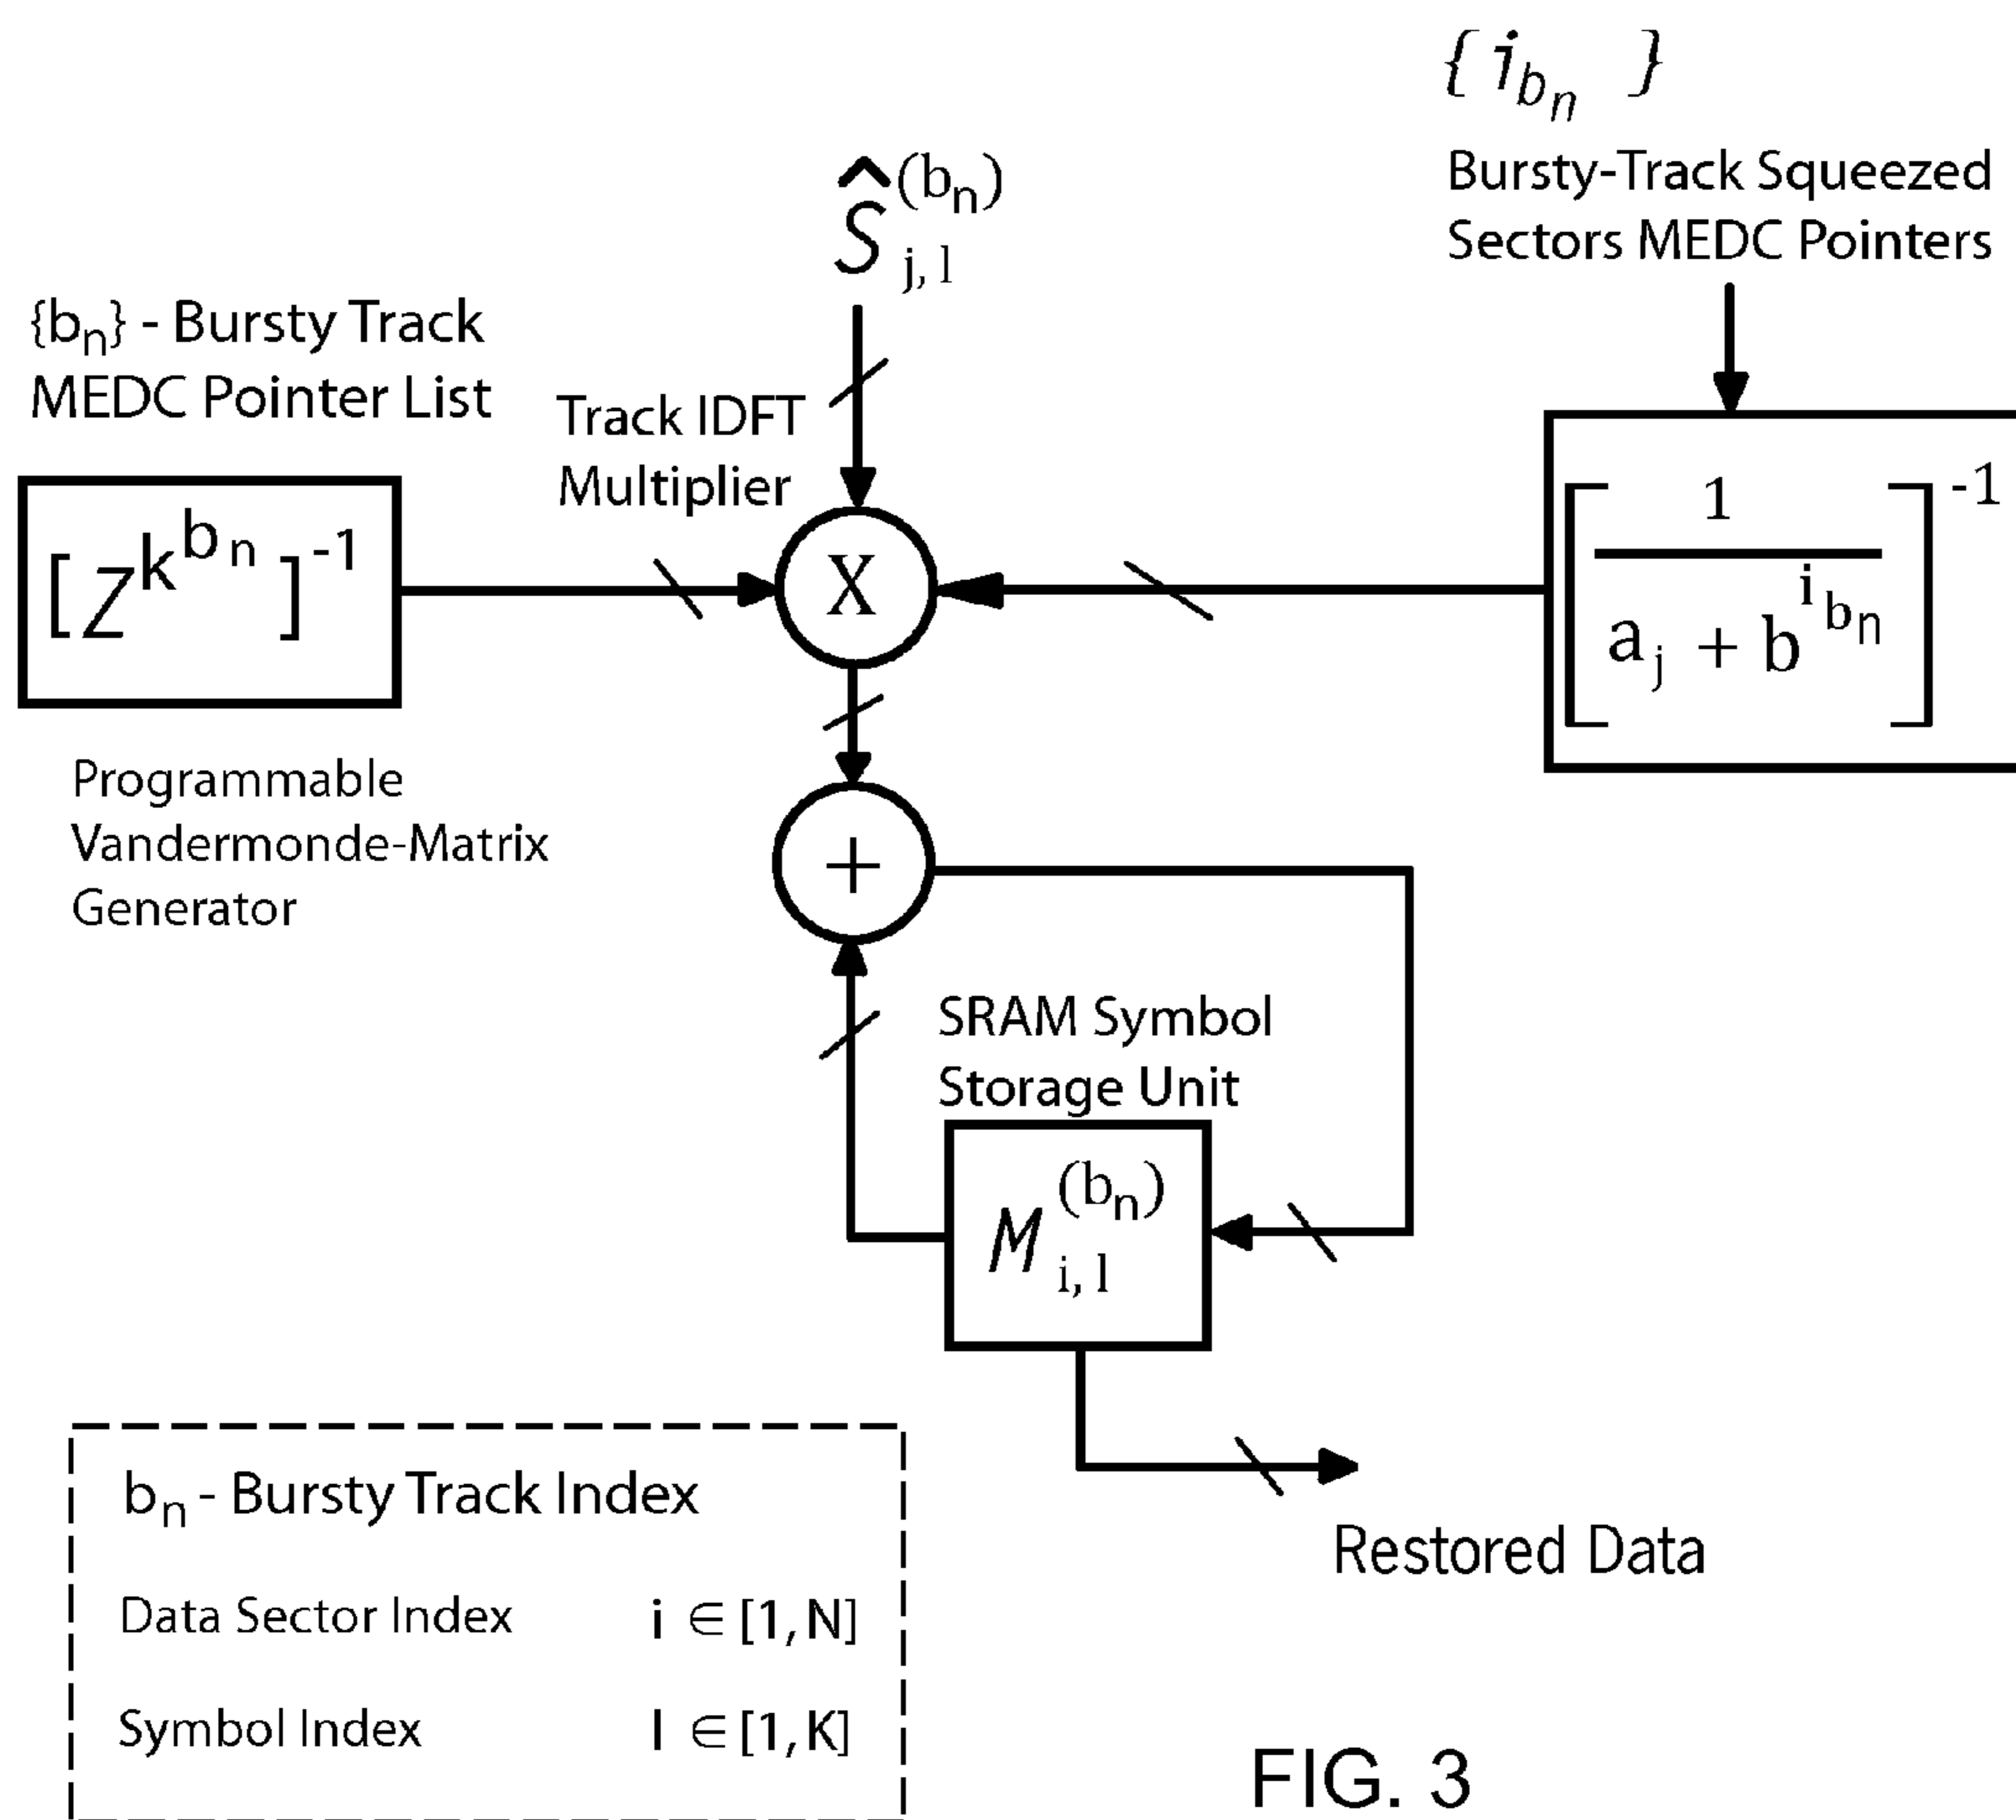 { i_{b_n} }
Bursty-Track Squeezed
Sectors MEDC Pointers
Ŝ_{j, l}^{(b_n)}
{b_n} - Bursty Track
MEDC Pointer List
Track IDFT
Multiplier
[ Z^{k^{b_n}} ]^{-1}
X
[ 1 / (a_j + b^{i_{b_n}}) ]^{-1}
Programmable
Vandermonde-Matrix
Generator
+
SRAM Symbol
Storage Unit
M_{i, l}^{(b_n)}
Restored Data
b_n - Bursty Track Index
Data Sector Index i ∈ [1, N]
Symbol Index l ∈ [1, K]
FIG. 3